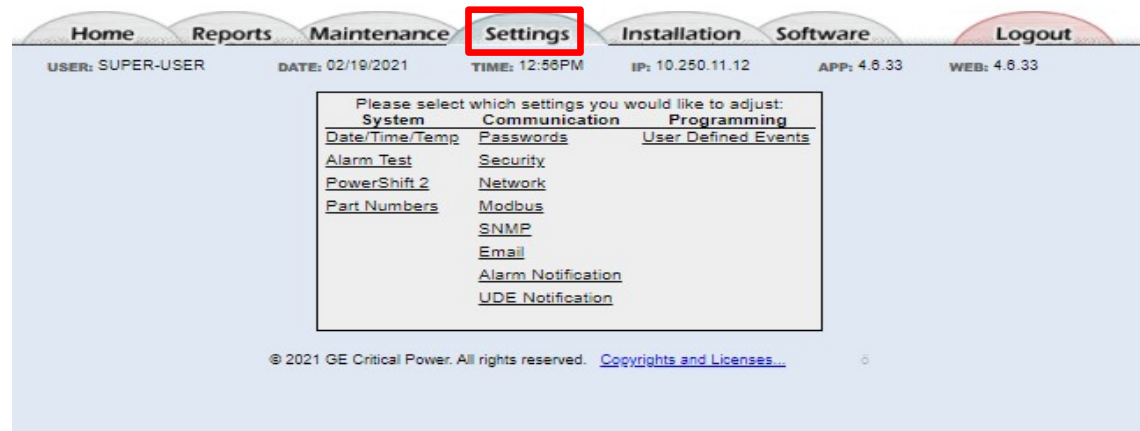 Home Reports Maintenance Settings Installation Software Logout
USER: SUPER-USER DATE: 02/19/2021 TIME: 12:56PM IP: 10.250.11.12 APP: 4.6.33 WEB: 4.6.33
Please select which settings you would like to adjust:
System Communication Programming
Date/Time/Temp Passwords User Defined Events
Alarm Test Security
PowerShift 2 Network
Part Numbers Modbus
SNMP
Email
Alarm Notification
UDE Notification
© 2021 GE Critical Power. All rights reserved. Copyrights and Licenses... ö